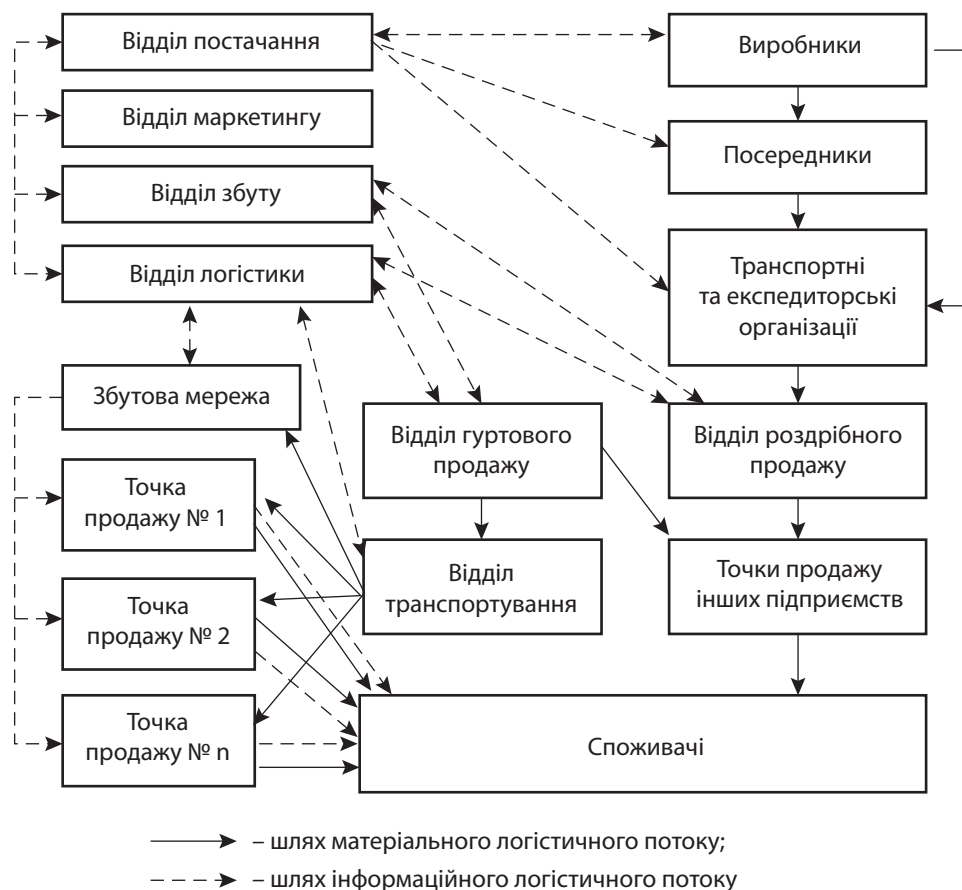 Відділ постачання
Виробники
Відділ маркетингу
Посередники
Відділ збуту
Відділ логістики
Транспортні
та експедиторські
організації
Збутова мережа
Відділ гуртового
продажу
Відділ роздрібного
продажу
Точка
продажу № 1
Відділ
транспортування
Точки продажу
інших підприємств
Точка
продажу № 2
Точка
продажу № n
Споживачі
– шлях матеріального логістичного потоку;
– шлях інформаційного логістичного потоку